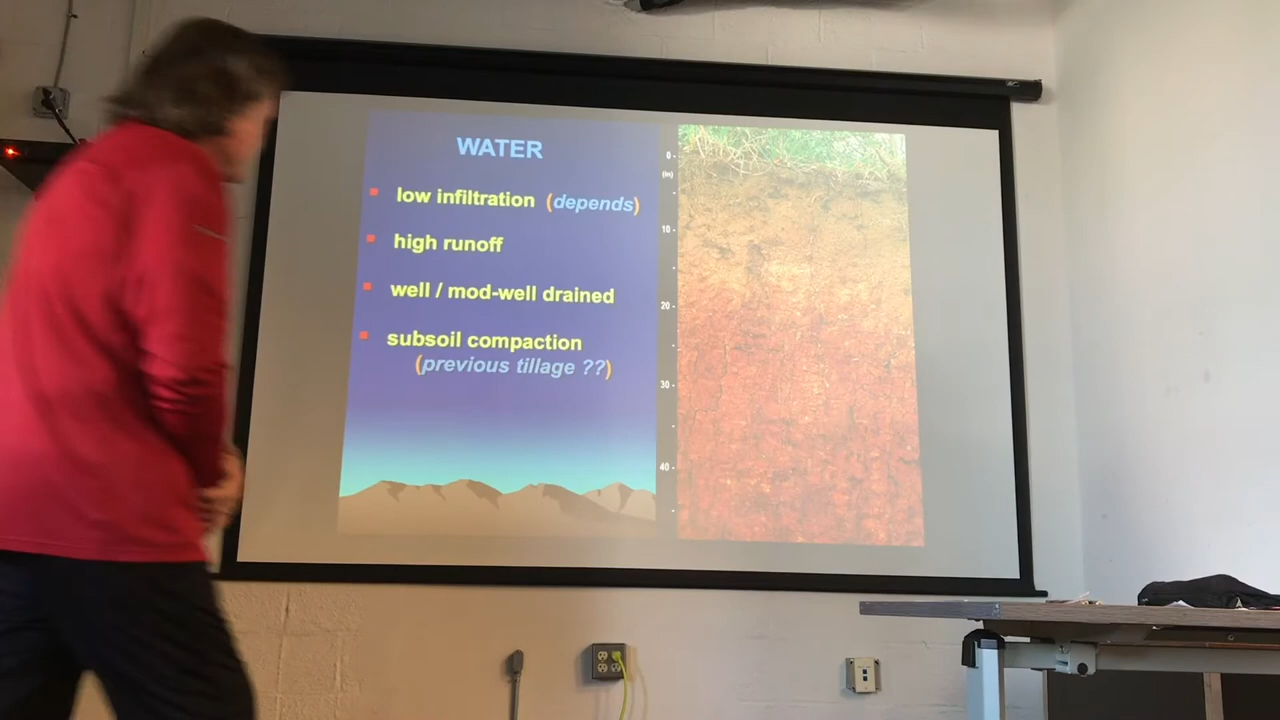 WATER
low infiltration (depends)
high runoff
well / mod-well drained
subsoil compaction
(previous tillage ??)
0 -
(in)
10 -
20 -
30 -
40 -